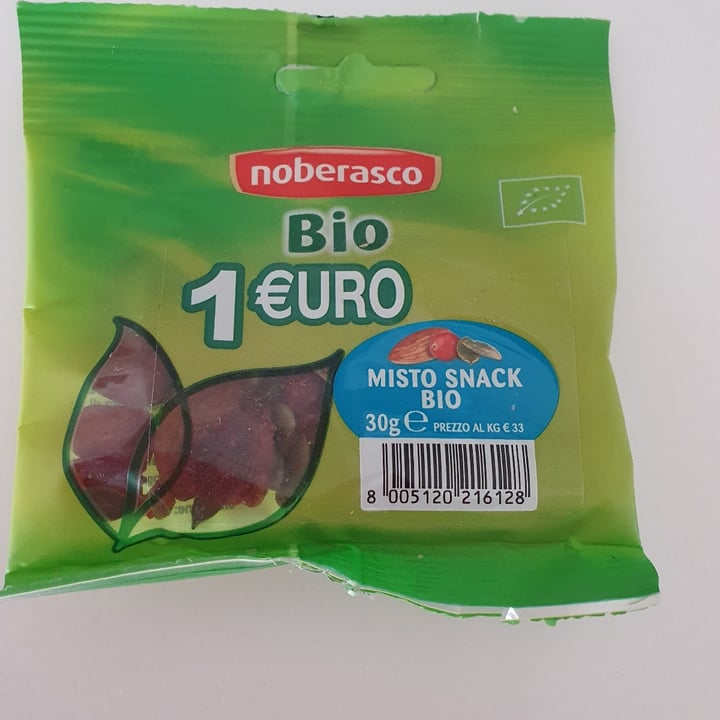 noberasco
Bio
1 €URO
MISTO SNACK
BIO
30g ℮ PREZZO AL KG € 33
8 005120 216128